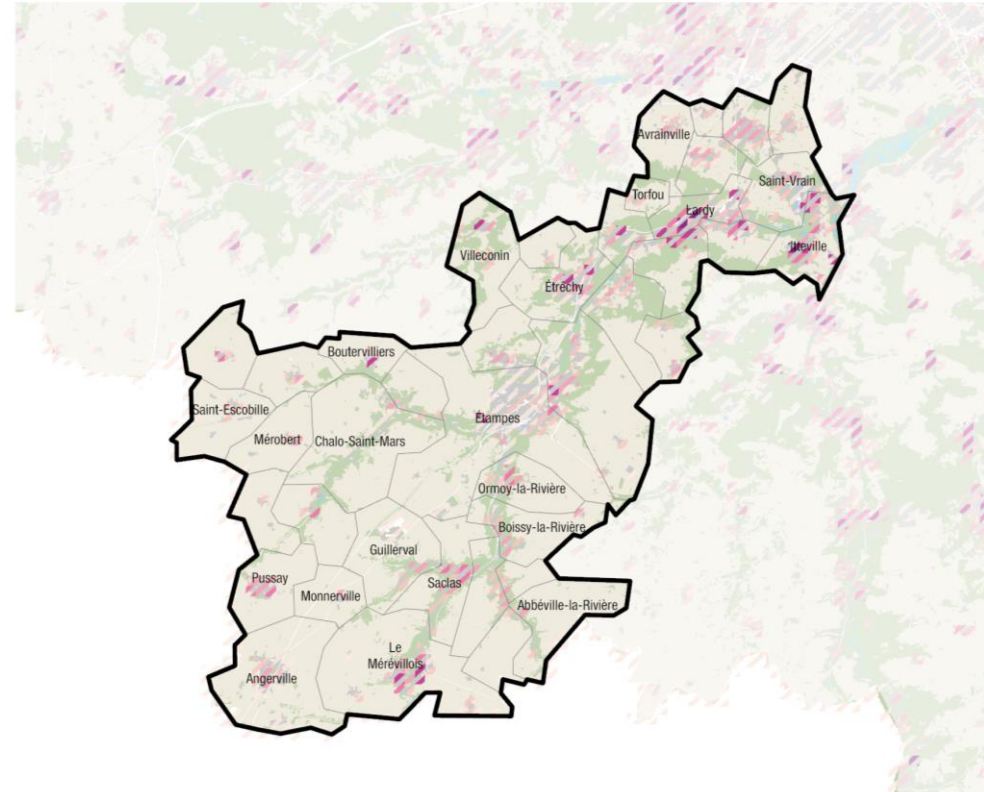 Avrainville
Saint-Vrain
Torfou
Lardy
Itteville
Villeconin
Étréchy
Boutervilliers
Saint-Escobille
Étampes
Mérobert
Chalo-Saint-Mars
Ormoy-la-Rivière
Boissy-la-Rivière
Guillerval
Pussay
Saclas
Monnerville
Abbéville-la-Rivière
Le
Mérévillois
Angerville